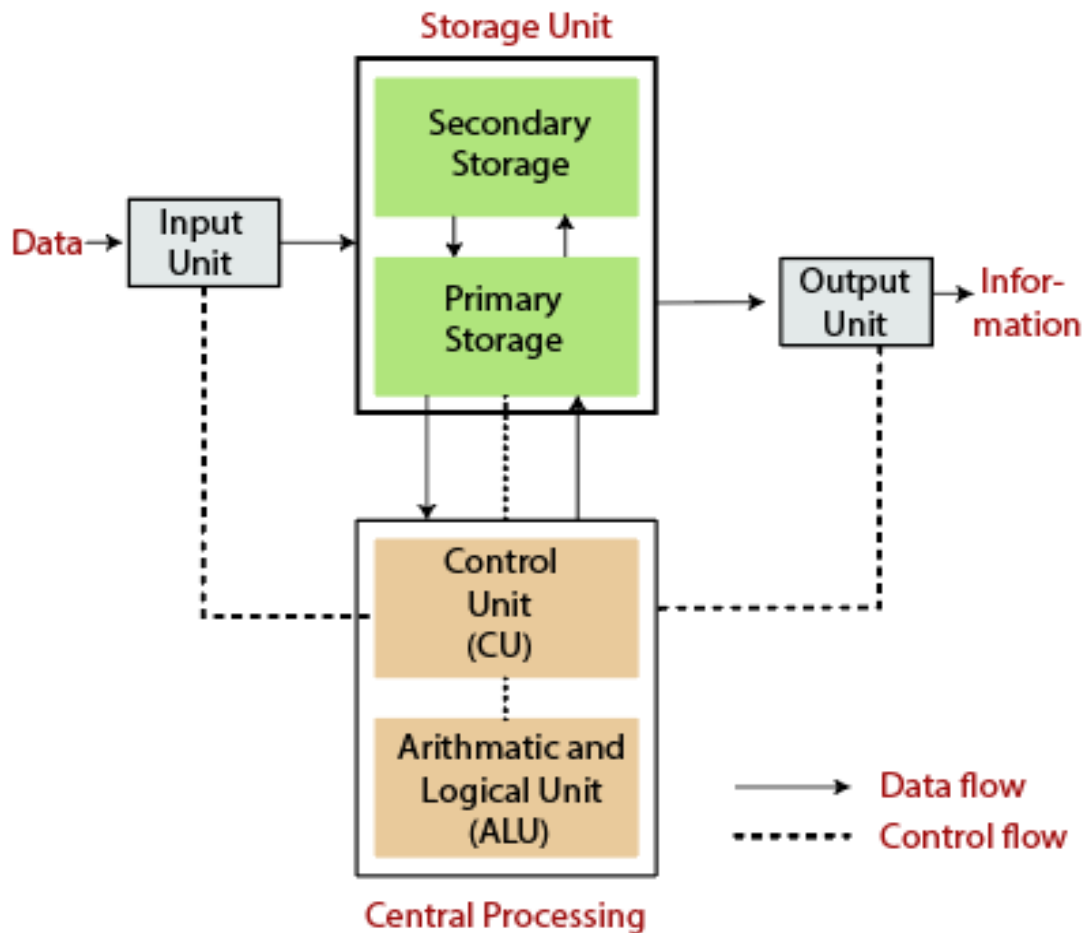 Storage Unit
Secondary
Storage
Data
Input
Unit
Primary
Storage
Output
Unit
Infor-
mation
Control
Unit
(CU)
Arithmatic and
Logical Unit
(ALU)
Data flow
Control flow
Central Processing